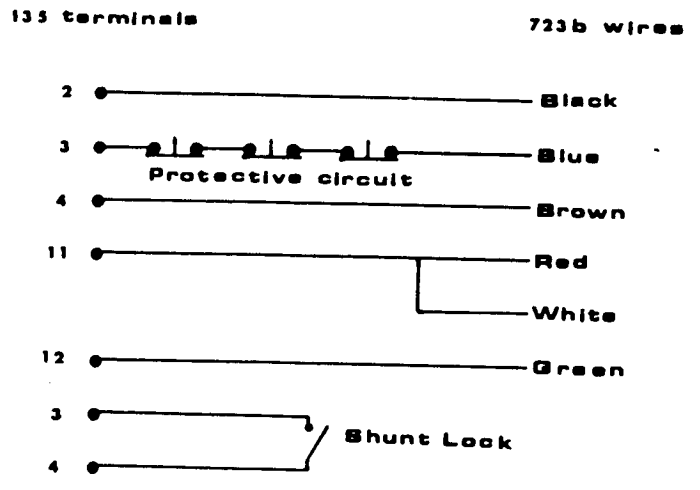 135 terminals
723b wires
2 Black
3 Blue
Protective circuit
4 Brown
11 Red
White
12 Green
3
Shunt Lock
4